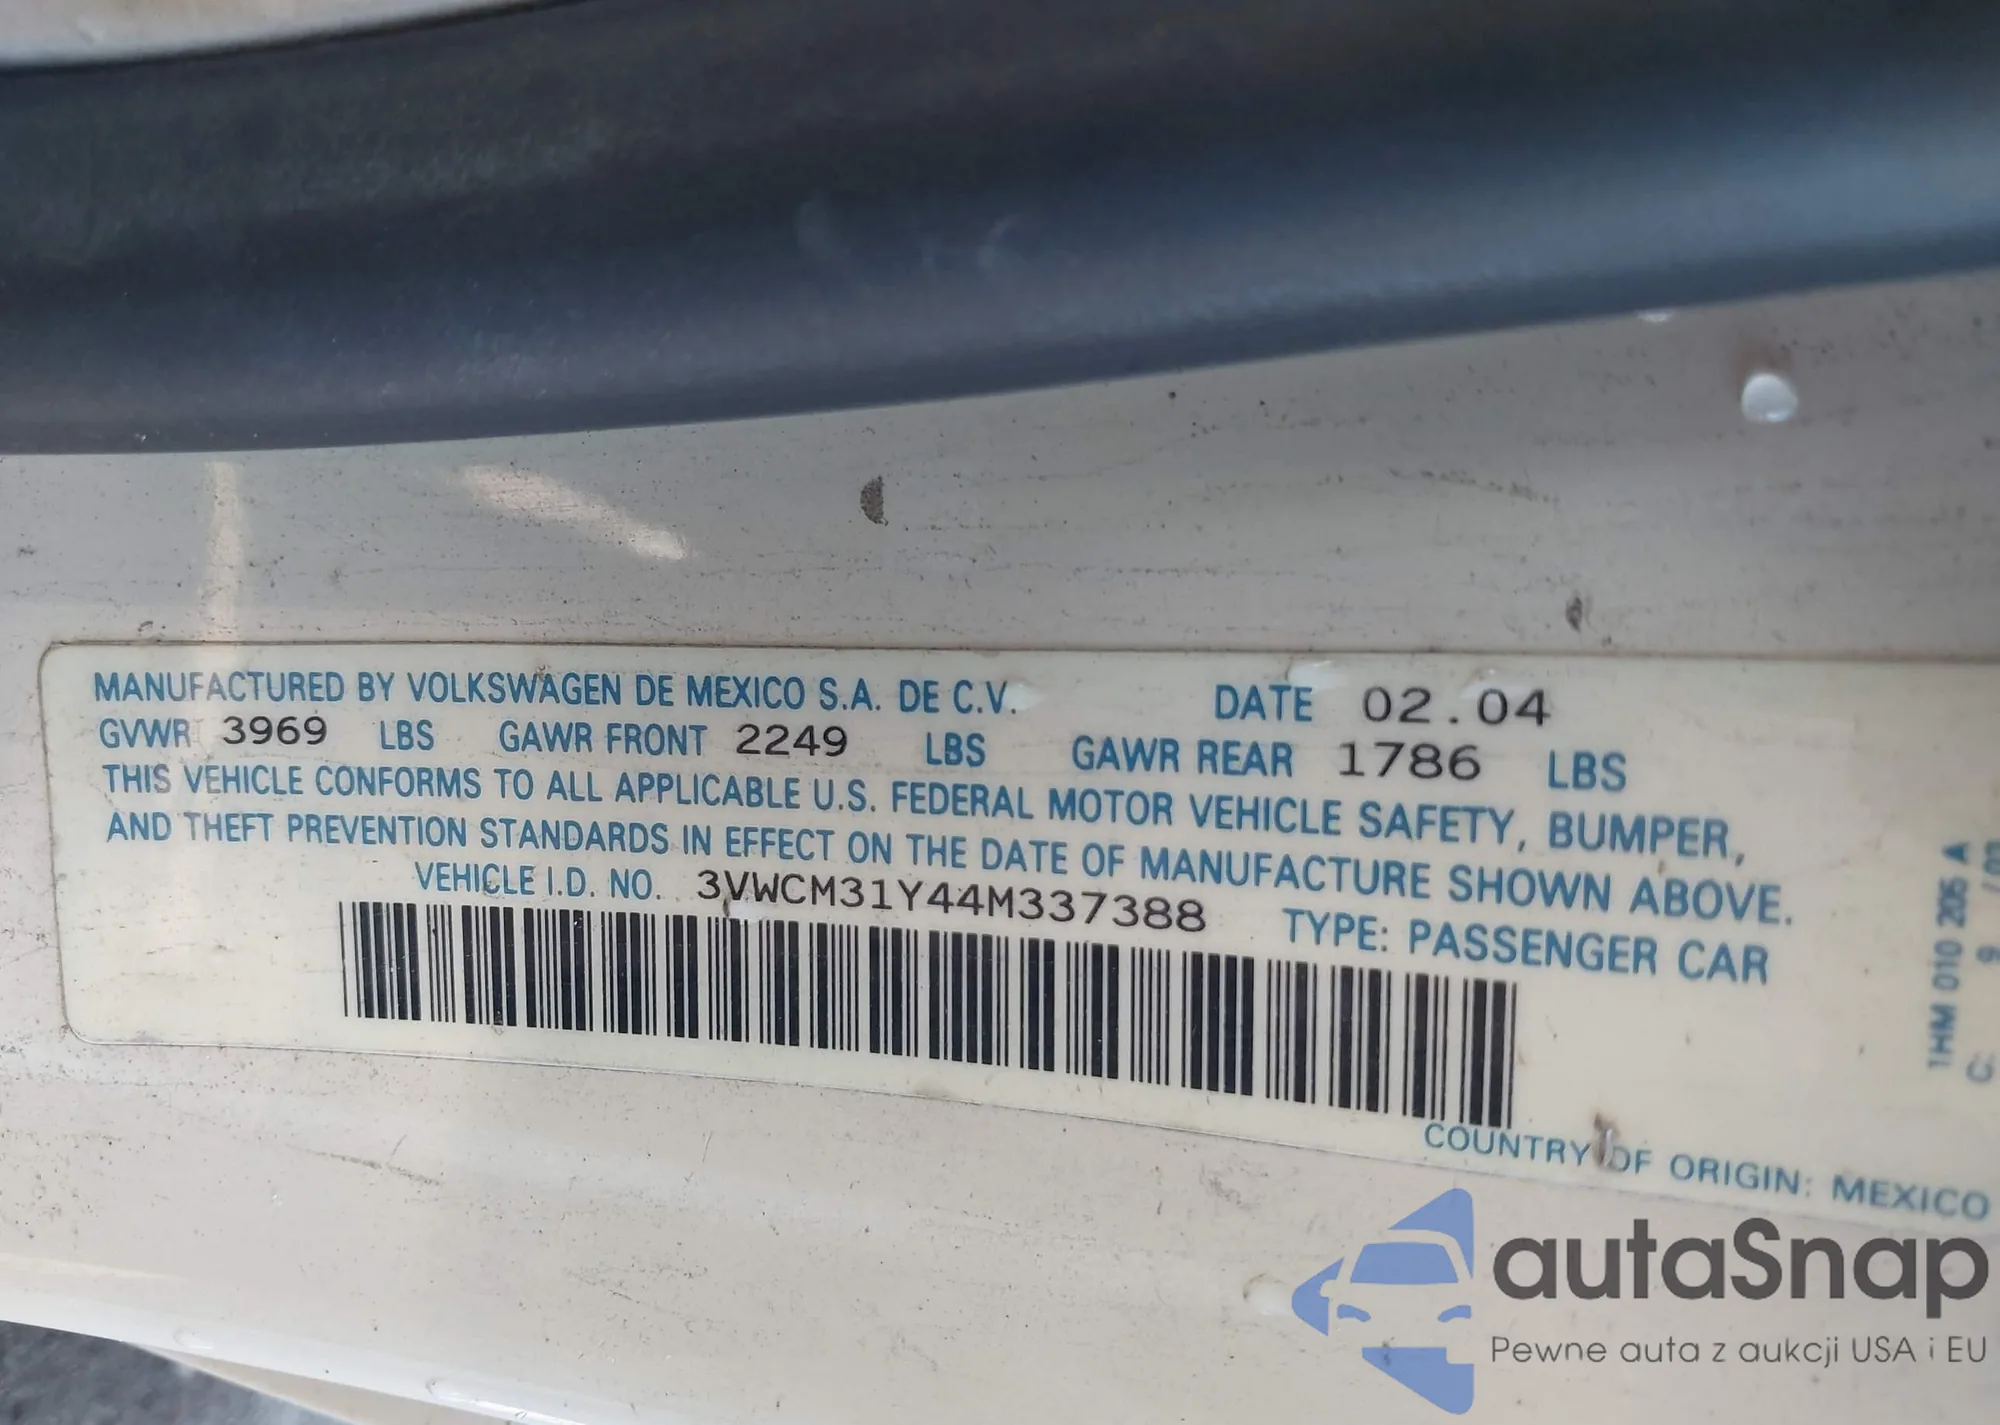 MANUFACTURED BY VOLKSWAGEN DE MEXICO S.A. DE C.V. DATE 02.04
GVWR 3969 LBS GAWR FRONT 2249 LBS GAWR REAR 1786 LBS
THIS VEHICLE CONFORMS TO ALL APPLICABLE U.S. FEDERAL MOTOR VEHICLE SAFETY, BUMPER,
AND THEFT PREVENTION STANDARDS IN EFFECT ON THE DATE OF MANUFACTURE SHOWN ABOVE.
VEHICLE I.D. NO. 3VWCM31Y44M337388 TYPE: PASSENGER CAR
COUNTRY OF ORIGIN: MEXICO
1HM 010 205 A
autaSnap
Pewne auta z aukcji USA i EU